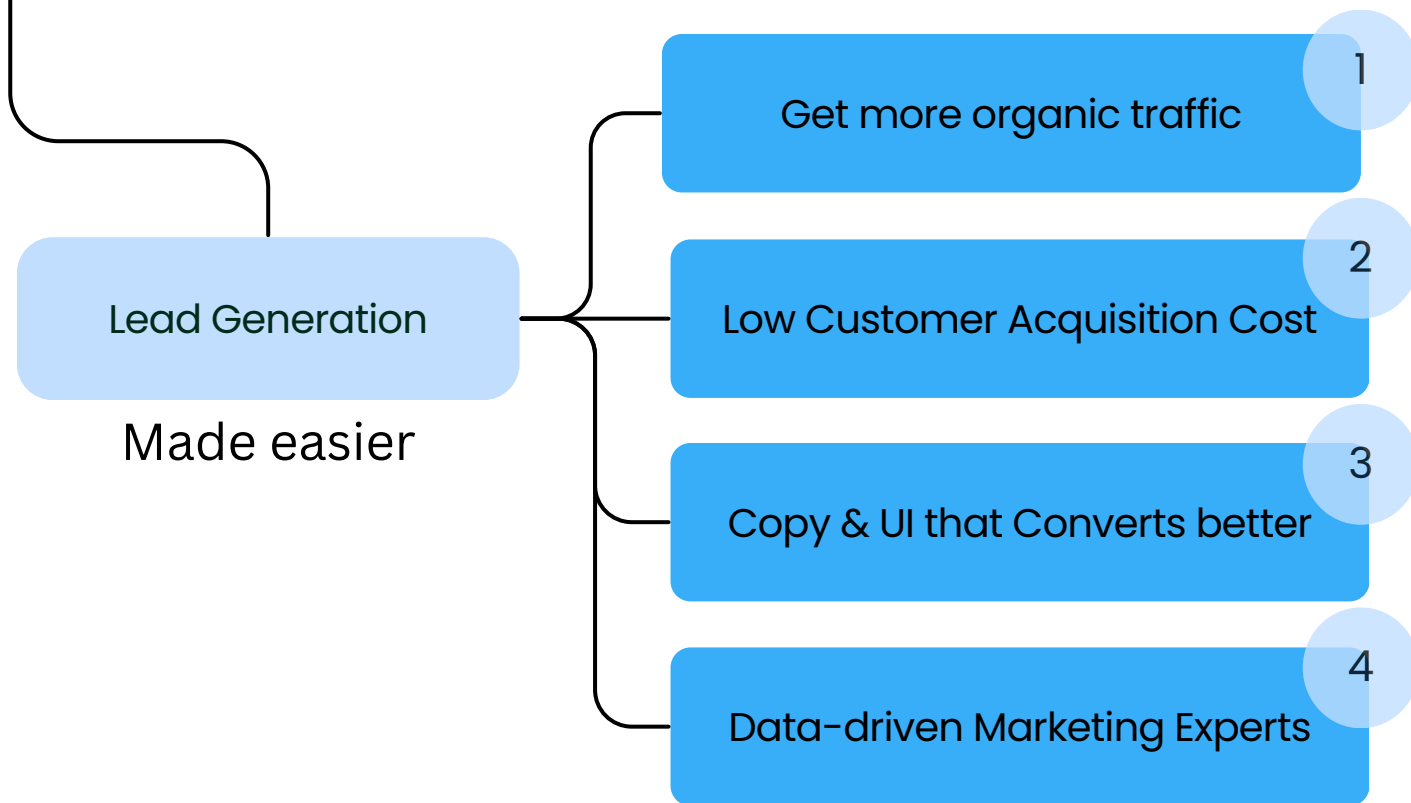 1
Get more organic traffic
2
Lead Generation
Low Customer Acquisition Cost
Made easier
3
Copy & UI that Converts better
4
Data-driven Marketing Experts